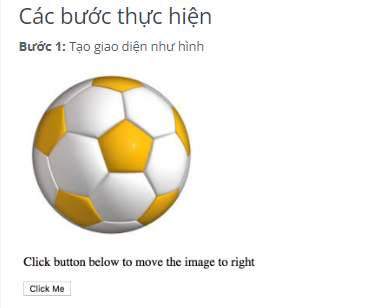 Các bước thực hiện
Bước 1: Tạo giao diện như hình
Click button below to move the image to right
Click Me